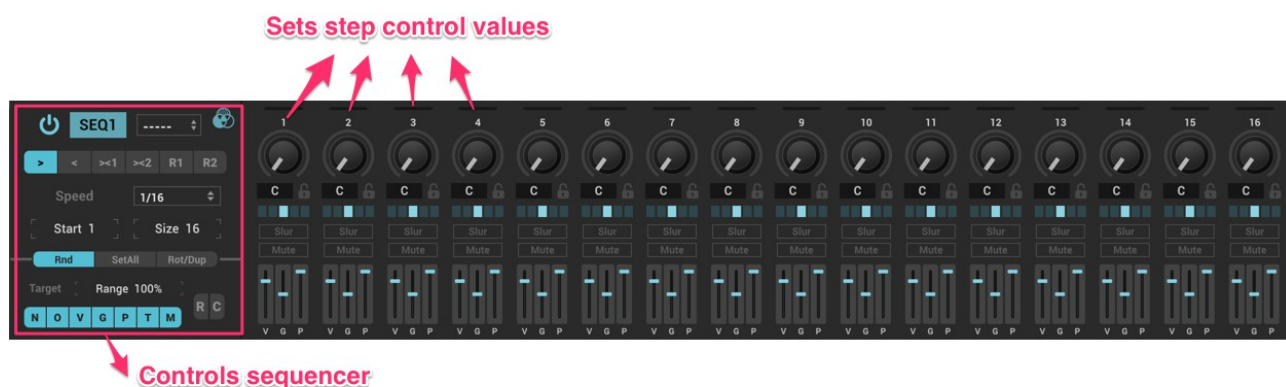 Sets step control values
SEQ1 -----
> < ><1 ><2 R1 R2
Speed 1/16
Start 1 Size 16
Rnd SetAll Rot/Dup
Target Range 100%
N O V G P T M R C
1 2 3 4 5 6 7 8 9 10 11 12 13 14 15 16
C C C C C C C C C C C C C C C C
Slur Slur Slur Slur Slur Slur Slur Slur Slur Slur Slur Slur Slur Slur Slur Slur
Mute Mute Mute Mute Mute Mute Mute Mute Mute Mute Mute Mute Mute Mute Mute Mute
V G P V G P V G P V G P V G P V G P V G P V G P V G P V G P V G P V G P V G P V G P V G P V G P
Controls sequencer